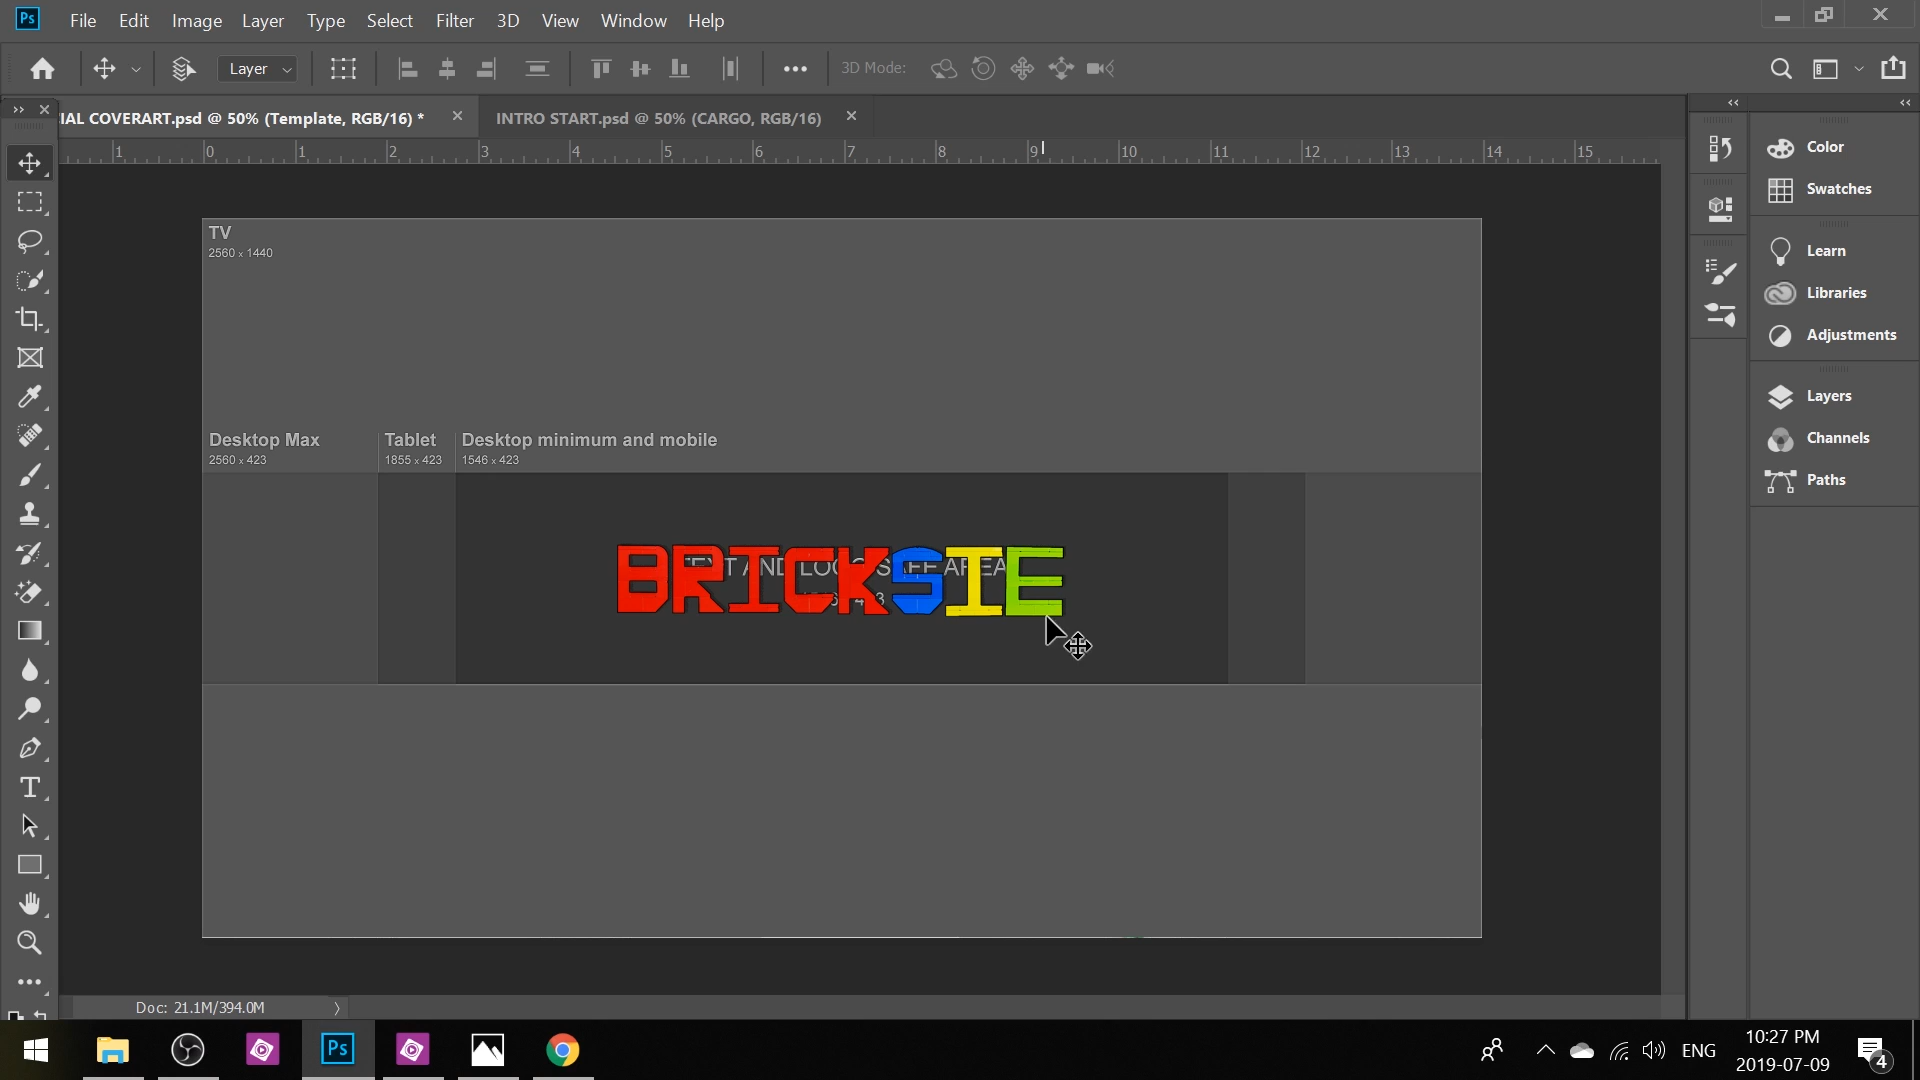 Ps File Edit Image Layer Type Select Filter 3D View Window Help
Layer 3D Mode:
IAL COVERART.psd @ 50% (Template, RGB/16) * INTRO START.psd @ 50% (CARGO, RGB/16)
1 0 1 2 3 4 5 6 7 8 9 10 11 12 13 14 15
Color
Swatches
Learn
Libraries
Adjustments
Layers
Channels
Paths
TV
2560 x 1440
Desktop Max Tablet Desktop minimum and mobile
2560 x 423 1855 x 423 1546 x 423
BRICKSIE
Doc: 21.1M/394.0M
Ps ENG
10:27 PM
2019-07-09
4